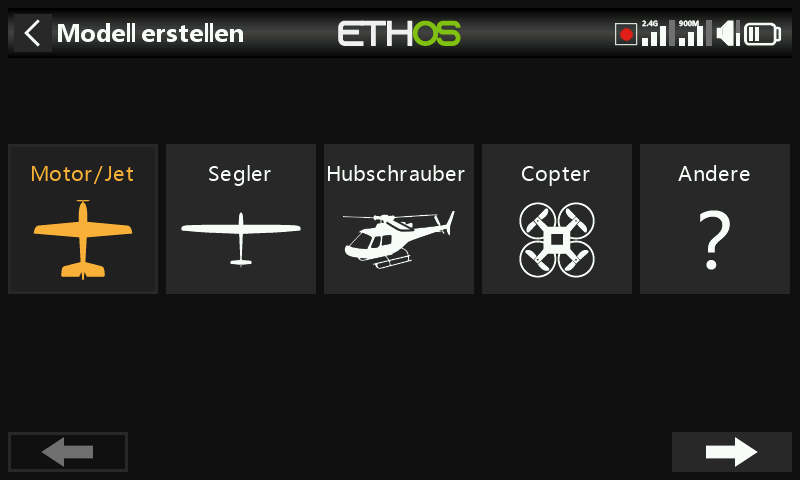 Modell erstellen
ETHOS
2.4G
900M
Motor/Jet
Segler
Hubschrauber
Copter
Andere
?